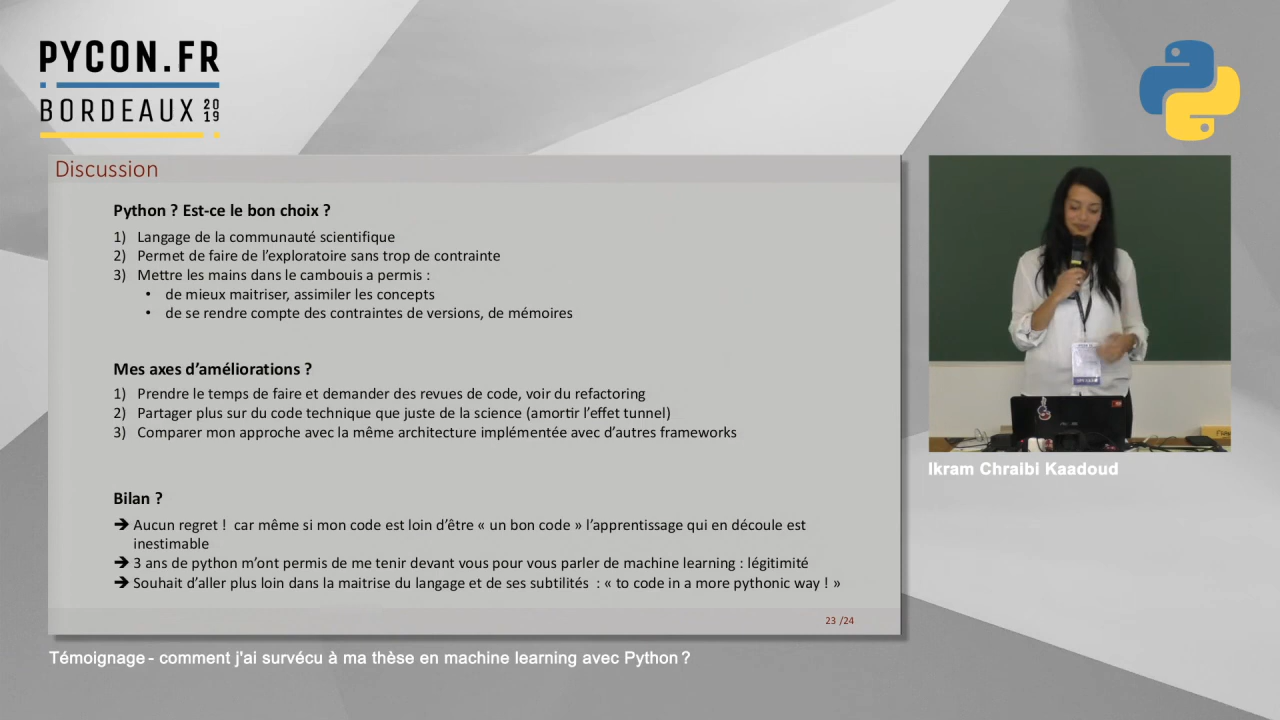 PYCON.FR
BORDEAUX 2019
Discussion
Python ? Est-ce le bon choix ?
1) Langage de la communauté scientifique
2) Permet de faire de l’exploratoire sans trop de contrainte
3) Mettre les mains dans le cambouis a permis :
• de mieux maitriser, assimiler les concepts
• de se rendre compte des contraintes de versions, de mémoires
Mes axes d’améliorations ?
1) Prendre le temps de faire et demander des revues de code, voir du refactoring
2) Partager plus sur du code technique que juste de la science (amortir l’effet tunnel)
3) Comparer mon approche avec la même architecture implémentée avec d’autres frameworks
Bilan ?
➔ Aucun regret ! car même si mon code est loin d’être « un bon code » l’apprentissage qui en découle est
inestimable
➔ 3 ans de python m’ont permis de me tenir devant vous pour vous parler de machine learning : légitimité
➔ Souhait d’aller plus loin dans la maitrise du langage et de ses subtilités : « to code in a more pythonic way ! »
23 /24
Ikram Chraibi Kaadoud
Témoignage - comment j'ai survécu à ma thèse en machine learning avec Python ?